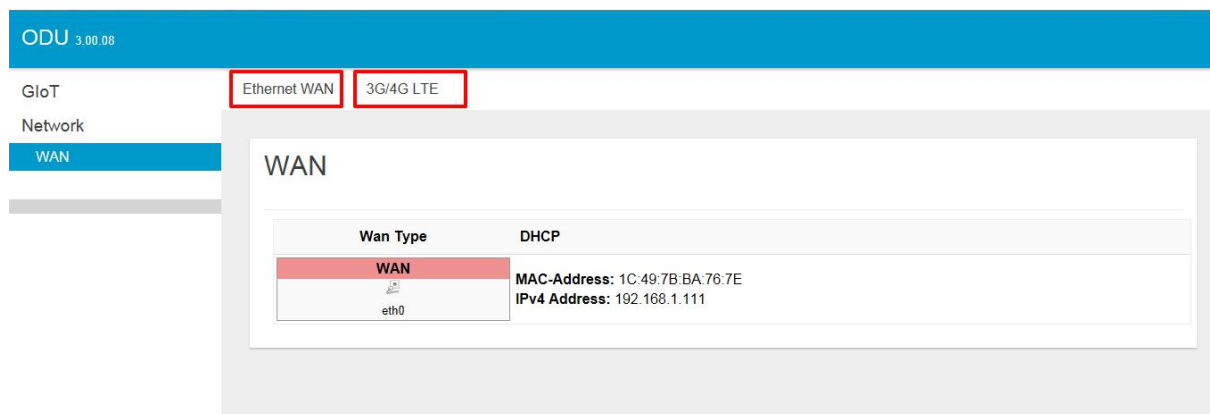 ODU 3.00.08
GIoT
Network
WAN
Ethernet WAN 3G/4G LTE
WAN
Wan Type DHCP
WAN
eth0
MAC-Address: 1C:49:7B:BA:76:7E
IPv4 Address: 192.168.1.111